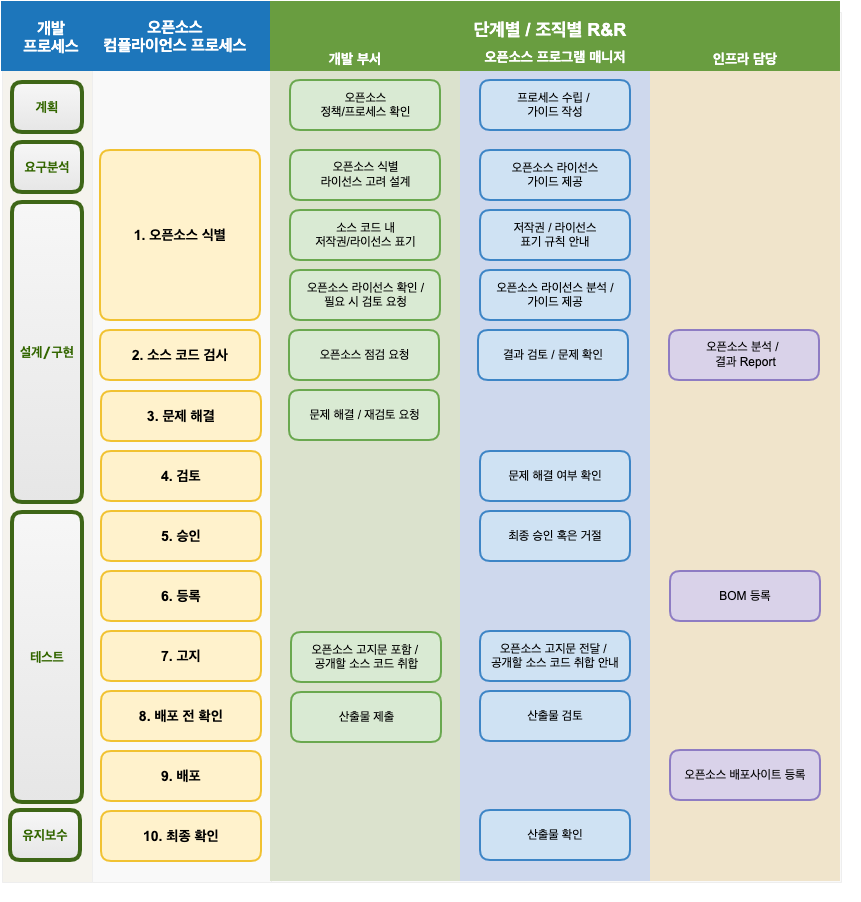 개발
프로세스
오픈소스
컴플라이언스 프로세스
단계별 / 조직별 R&R
개발 부서
오픈소스 프로그램 매니저
인프라 담당
계획
오픈소스
정책/프로세스 확인
프로세스 수립 /
가이드 작성
요구분석
1. 오픈소스 식별
오픈소스 식별
라이선스 고려 설계
오픈소스 라이선스
가이드 제공
설계/구현
소스 코드 내
저작권/라이선스 표기
저작권 / 라이선스
표기 규칙 안내
오픈소스 라이선스 확인 /
필요 시 검토 요청
오픈소스 라이선스 분석 /
가이드 제공
2. 소스 코드 검사
오픈소스 점검 요청
결과 검토 / 문제 확인
오픈소스 분석 /
결과 Report
3. 문제 해결
문제 해결 / 재검토 요청
4. 검토
문제 해결 여부 확인
테스트
5. 승인
최종 승인 혹은 거절
6. 등록
BOM 등록
7. 고지
오픈소스 고지문 포함 /
공개할 소스 코드 취합
오픈소스 고지문 전달 /
공개할 소스 코드 취합 안내
8. 배포 전 확인
산출물 제출
산출물 검토
9. 배포
오픈소스 배포사이트 등록
유지보수
10. 최종 확인
산출물 확인